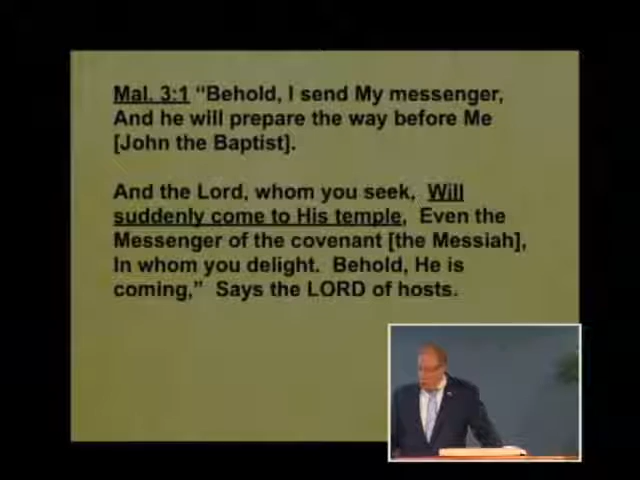 Mal. 3:1 “Behold, I send My messenger,
And he will prepare the way before Me
[John the Baptist].
And the Lord, whom you seek, Will
suddenly come to His temple, Even the
Messenger of the covenant [the Messiah],
In whom you delight. Behold, He is
coming,” Says the LORD of hosts.